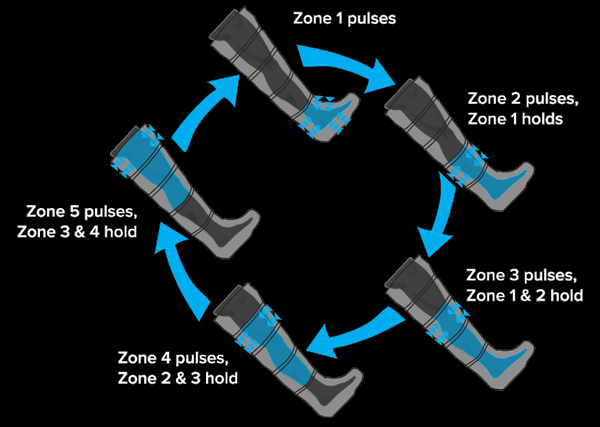 Zone 1 pulses
Zone 2 pulses,
Zone 1 holds
Zone 3 pulses,
Zone 1 & 2 hold
Zone 4 pulses,
Zone 2 & 3 hold
Zone 5 pulses,
Zone 3 & 4 hold